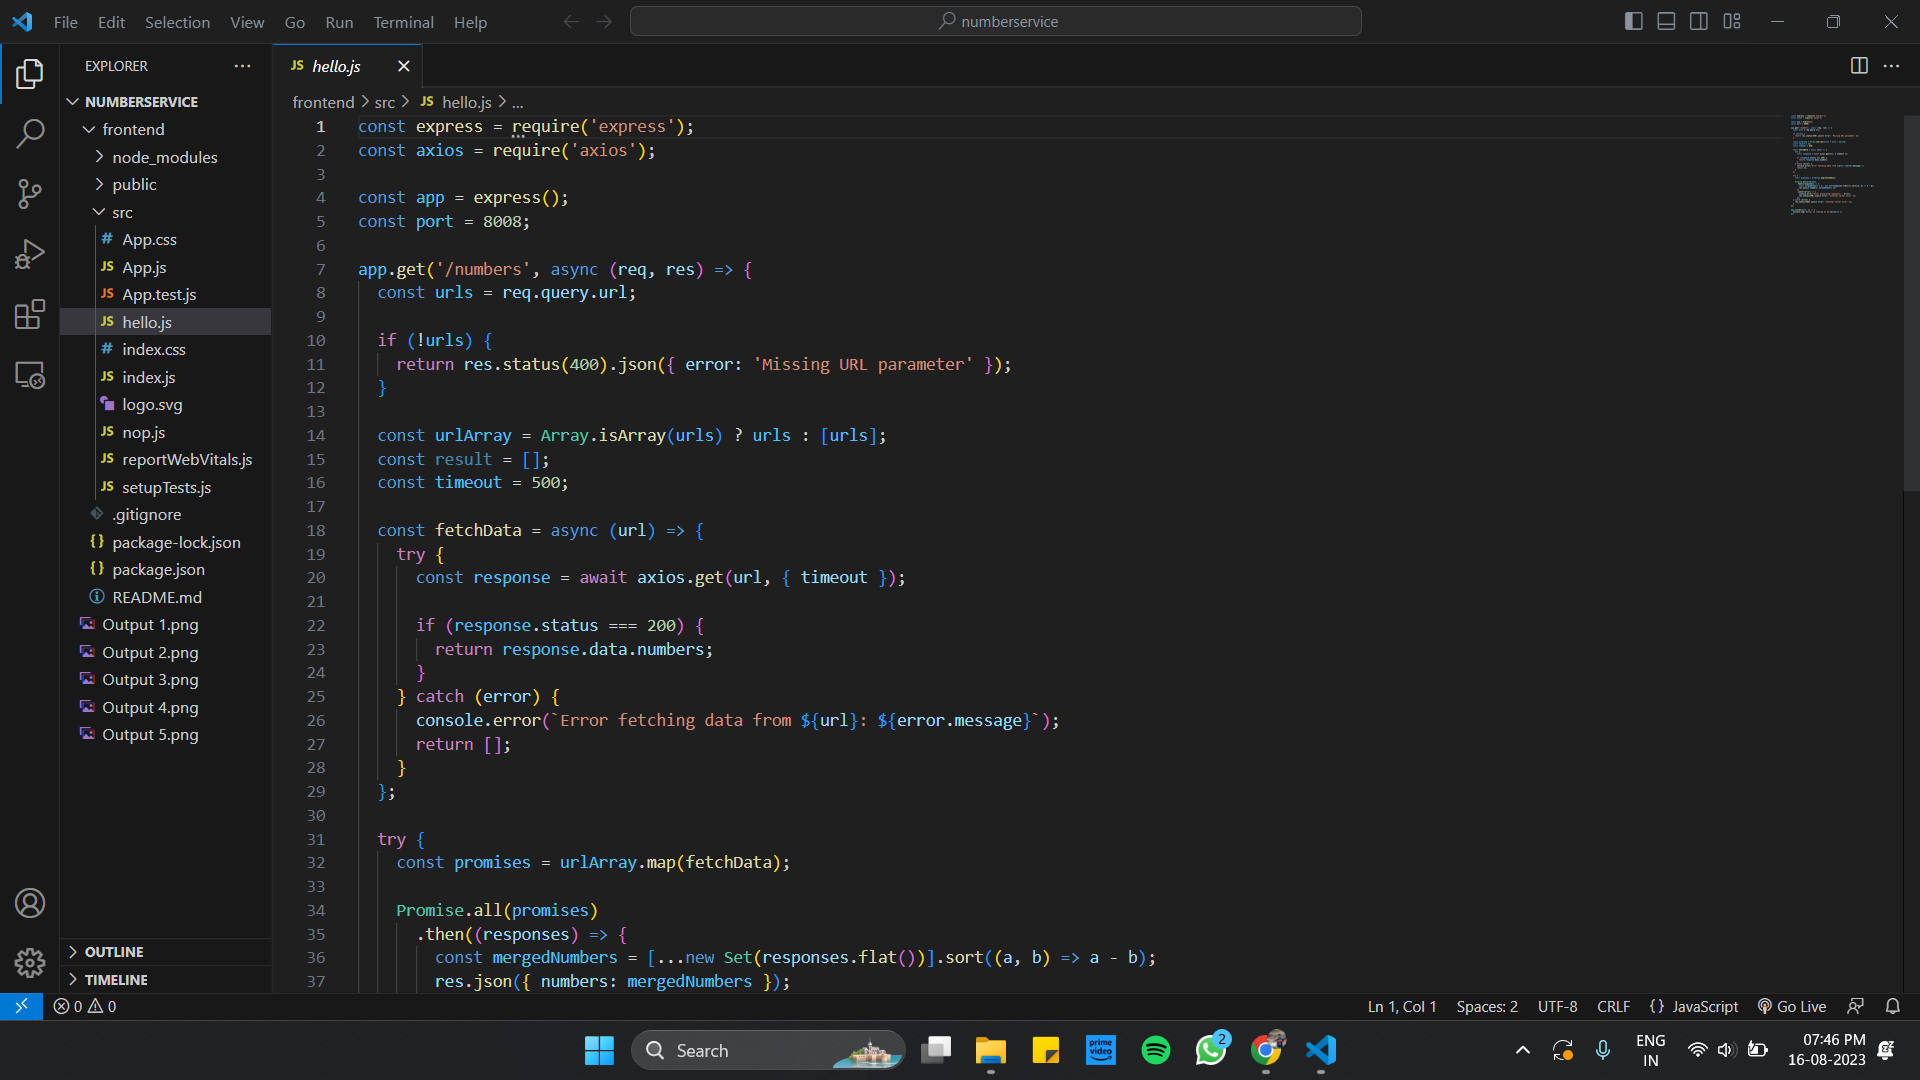 File Edit Selection View Go Run Terminal Help
numberservice
EXPLORER
NUMBERSERVICE
frontend
node_modules
public
src
App.css
App.js
App.test.js
hello.js
index.css
index.js
logo.svg
nop.js
reportWebVitals.js
setupTests.js
.gitignore
package-lock.json
package.json
README.md
Output 1.png
Output 2.png
Output 3.png
Output 4.png
Output 5.png
OUTLINE
TIMELINE
JS hello.js
frontend > src > JS hello.js > ...
1 const express = require('express');
2 const axios = require('axios');
3
4 const app = express();
5 const port = 8008;
6
7 app.get('/numbers', async (req, res) => {
8 const urls = req.query.url;
9
10 if (!urls) {
11 return res.status(400).json({ error: 'Missing URL parameter' });
12 }
13
14 const urlArray = Array.isArray(urls) ? urls : [urls];
15 const result = [];
16 const timeout = 500;
17
18 const fetchData = async (url) => {
19 try {
20 const response = await axios.get(url, { timeout });
21
22 if (response.status === 200) {
23 return response.data.numbers;
24 }
25 } catch (error) {
26 console.error(`Error fetching data from ${url}: ${error.message}`);
27 return [];
28 }
29 };
30
31 try {
32 const promises = urlArray.map(fetchData);
33
34 Promise.all(promises)
35 .then((responses) => {
36 const mergedNumbers = [...new Set(responses.flat())].sort((a, b) => a - b);
37 res.json({ numbers: mergedNumbers });
0 0
Ln 1, Col 1 Spaces: 2 UTF-8 CRLF {} JavaScript Go Live
Search
prime video
2
ENG
IN
07:46 PM
16-08-2023